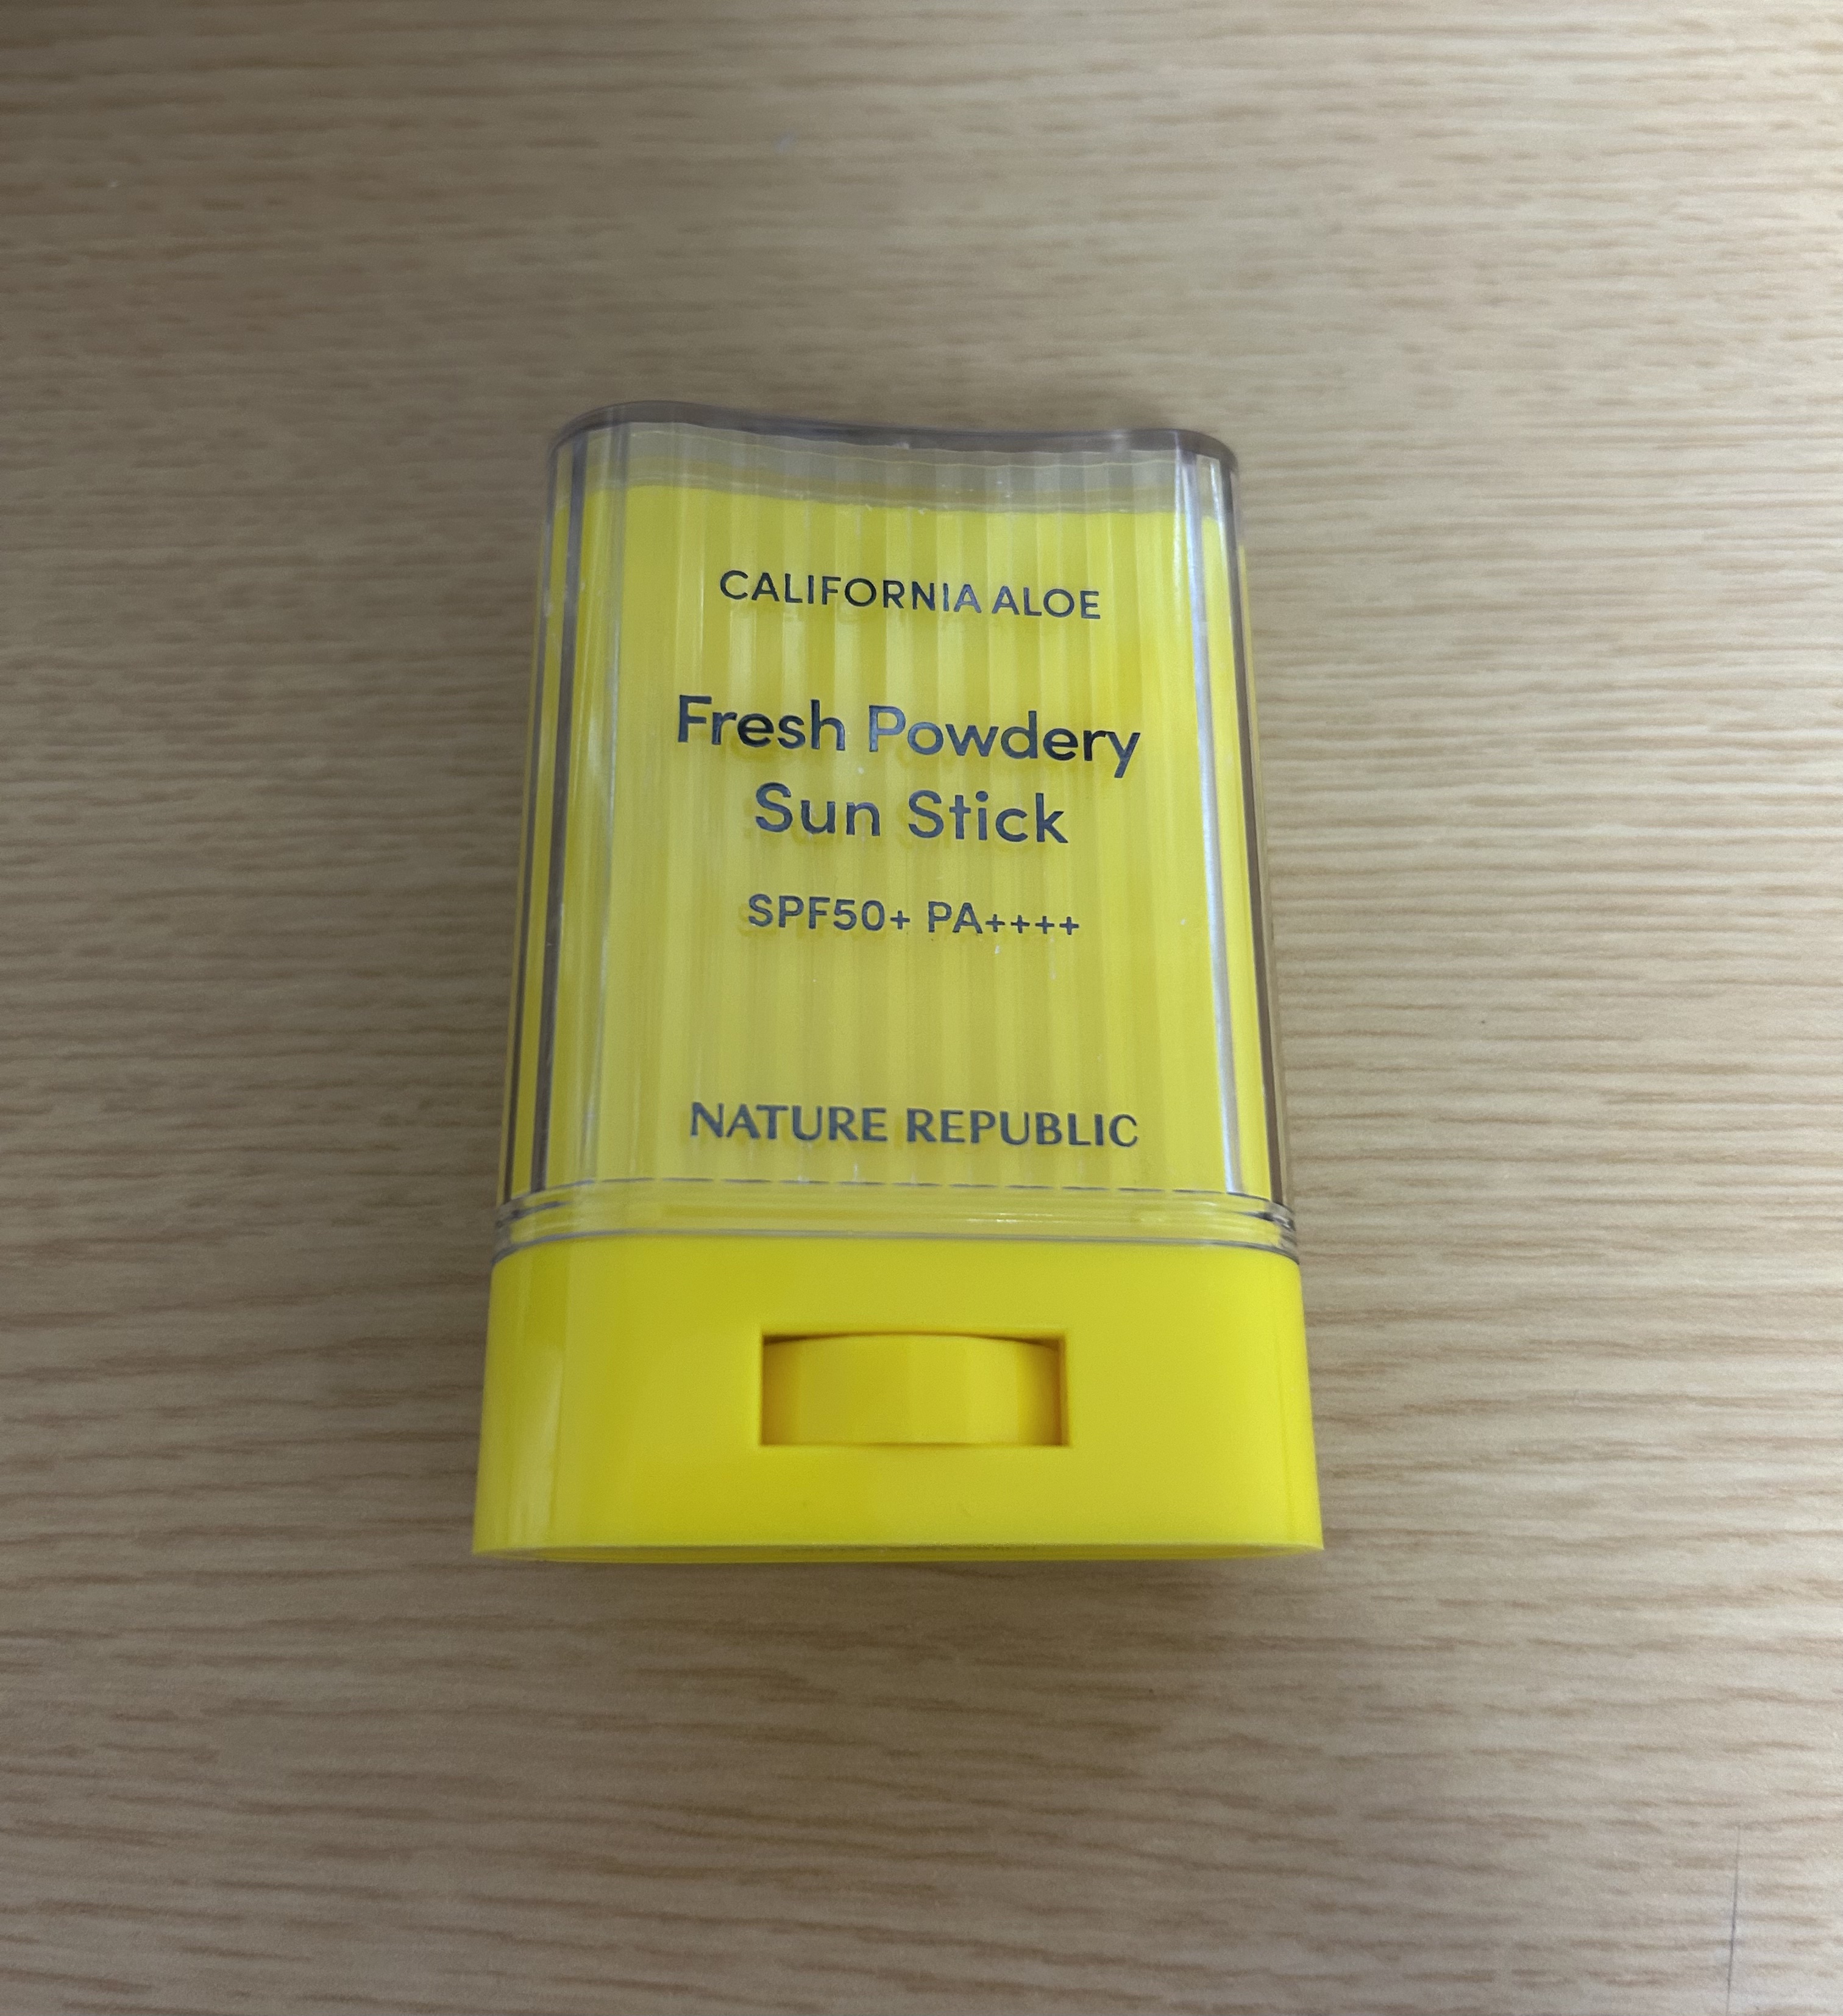 CALIFORNIA ALOE
Fresh Powdery
Sun Stick
SPF50+ PA++++
NATURE REPUBLIC